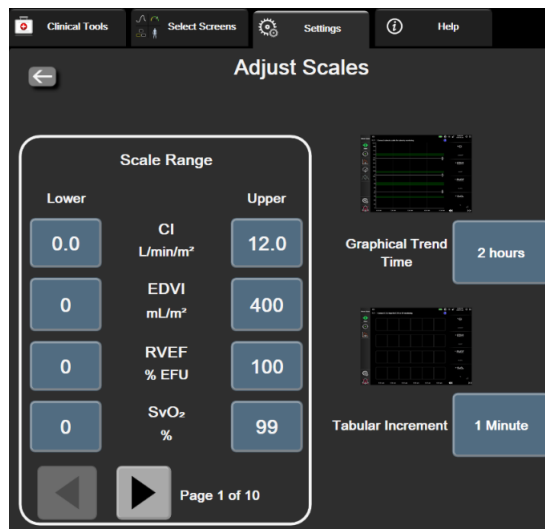 Clinical Tools
Select Screens
Settings
Help
Adjust Scales
Scale Range
Lower
Upper
0.0
CI
L/min/m²
12.0
0
EDVI
mL/m²
400
0
RVEF
% EFU
100
0
SvO₂
%
99
Page 1 of 10
Graphical Trend
Time
2 hours
Tabular Increment
1 Minute